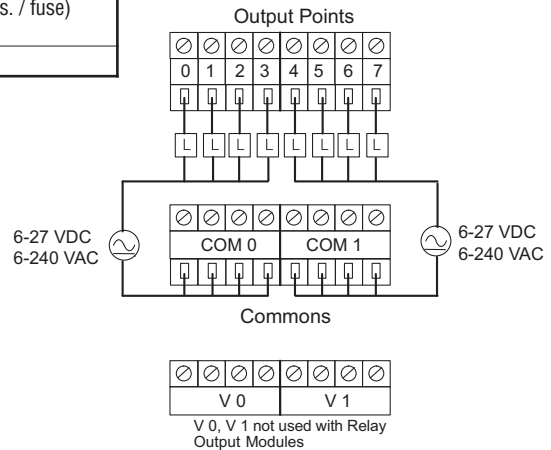 s. / fuse)
Output Points
0 1 2 3 4 5 6 7
L L L L L L L L
6-27 VDC
6-240 VAC
COM 0 COM 1
6-27 VDC
6-240 VAC
Commons
V 0 V 1
V 0, V 1 not used with Relay
Output Modules